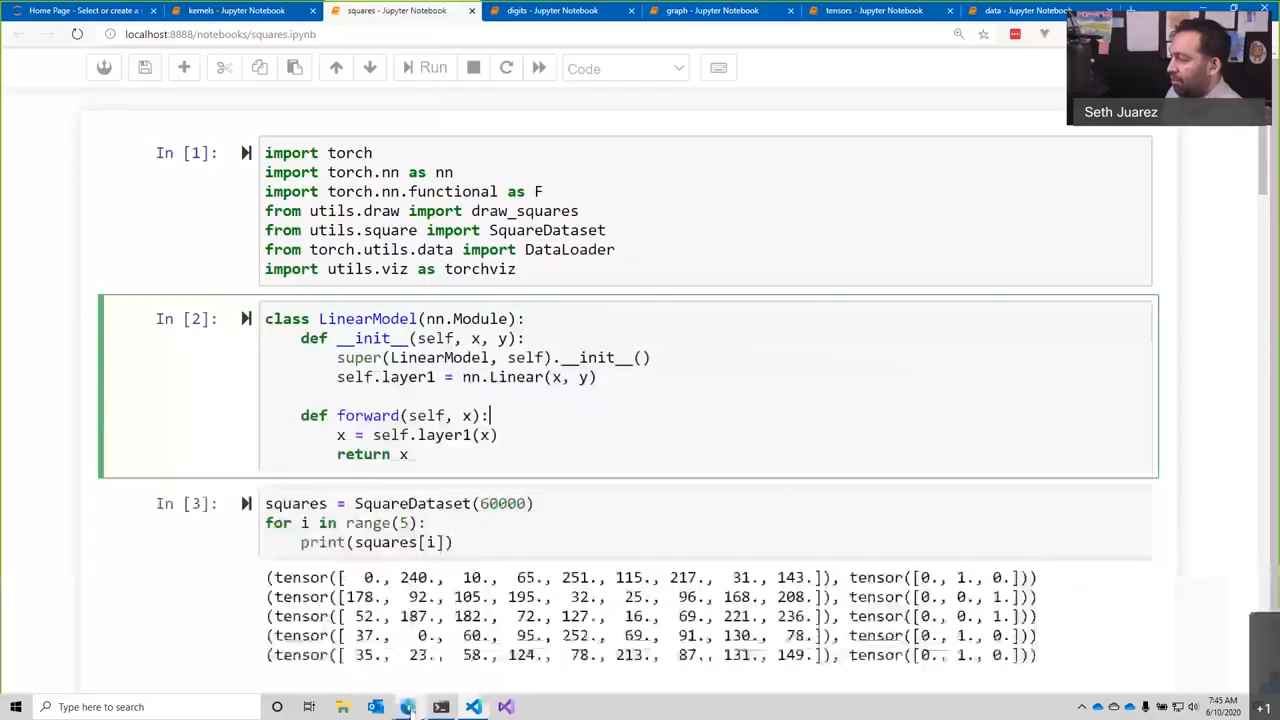 Home Page - Select or create a n
kernels - Jupyter Notebook
squares - Jupyter Notebook
digits - Jupyter Notebook
graph - Jupyter Notebook
tensors - Jupyter Notebook
data - Jupyter Notebook
localhost:8888/notebooks/squares.ipynb
Run
Code
Seth Juarez
In [1]:
import torch
import torch.nn as nn
import torch.nn.functional as F
from utils.draw import draw_squares
from utils.square import SquareDataset
from torch.utils.data import DataLoader
import utils.viz as torchviz
In [2]:
class LinearModel(nn.Module):
def __init__(self, x, y):
super(LinearModel, self).__init__()
self.layer1 = nn.Linear(x, y)
def forward(self, x):
x = self.layer1(x)
return x
In [3]:
squares = SquareDataset(60000)
for i in range(5):
print(squares[i])
(tensor([ 0., 240., 10., 65., 251., 115., 217., 31., 143.]), tensor([0., 1., 0.]))
(tensor([178., 92., 105., 195., 32., 25., 96., 168., 208.]), tensor([0., 0., 1.]))
(tensor([ 52., 187., 182., 72., 127., 16., 69., 221., 236.]), tensor([0., 0., 1.]))
(tensor([ 37., 0., 60., 95., 252., 69., 91., 130., 78.]), tensor([0., 1., 0.]))
(tensor([ 35., 23., 58., 124., 78., 213., 87., 131., 149.]), tensor([0., 1., 0.]))
Type here to search
7:45 AM
6/10/2020
+1